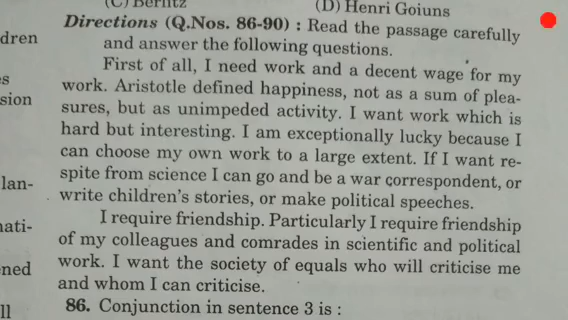 (C) Berlitz
(D) Henri Goiuns
Directions (Q.Nos. 86-90) : Read the passage carefully
and answer the following questions.
First of all, I need work and a decent wage for my
work. Aristotle defined happiness, not as a sum of plea-
sures, but as unimpeded activity. I want work which is
hard but interesting. I am exceptionally lucky because I
can choose my own work to a large extent. If I want re-
spite from science I can go and be a war correspondent, or
write children's stories, or make political speeches.
I require friendship. Particularly I require friendship
of my colleagues and comrades in scientific and political
work. I want the society of equals who will criticise me
and whom I can criticise.
86. Conjunction in sentence 3 is :
dren
s
sion
lan-
nati-
ned
ll